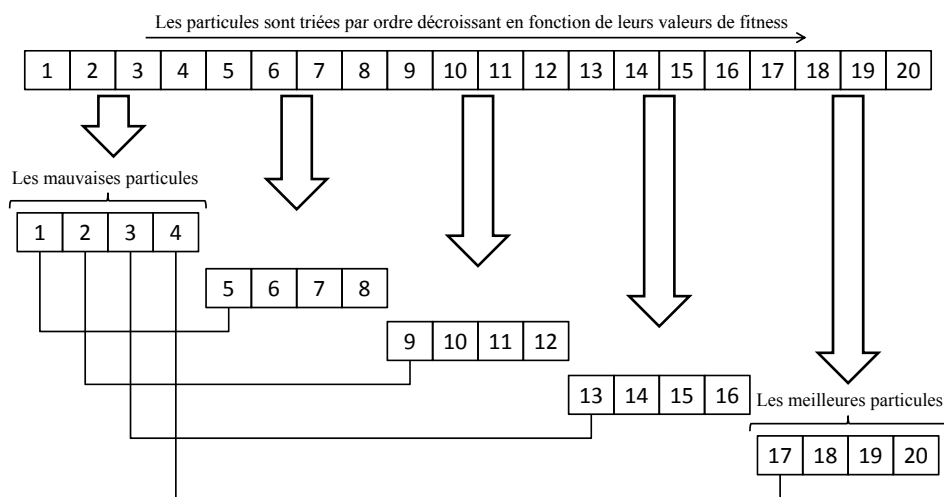 Les particules sont triées par ordre décroissant en fonction de leurs valeurs de fitness
1 2 3 4 5 6 7 8 9 10 11 12 13 14 15 16 17 18 19 20
Les mauvaises particules
1 2 3 4
5 6 7 8
9 10 11 12
13 14 15 16
Les meilleures particules
17 18 19 20